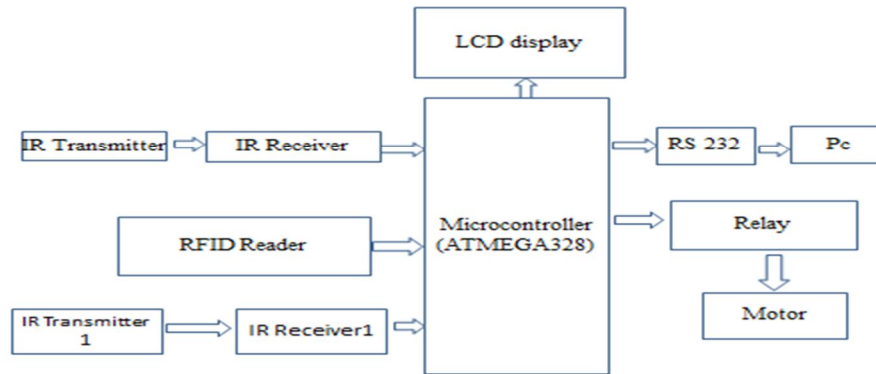 LCD display
IR Transmitter
IR Receiver
RS 232
Pc
RFID Reader
Microcontroller
(ATMEGA328)
Relay
IR Transmitter
1
IR Receiver1
Motor